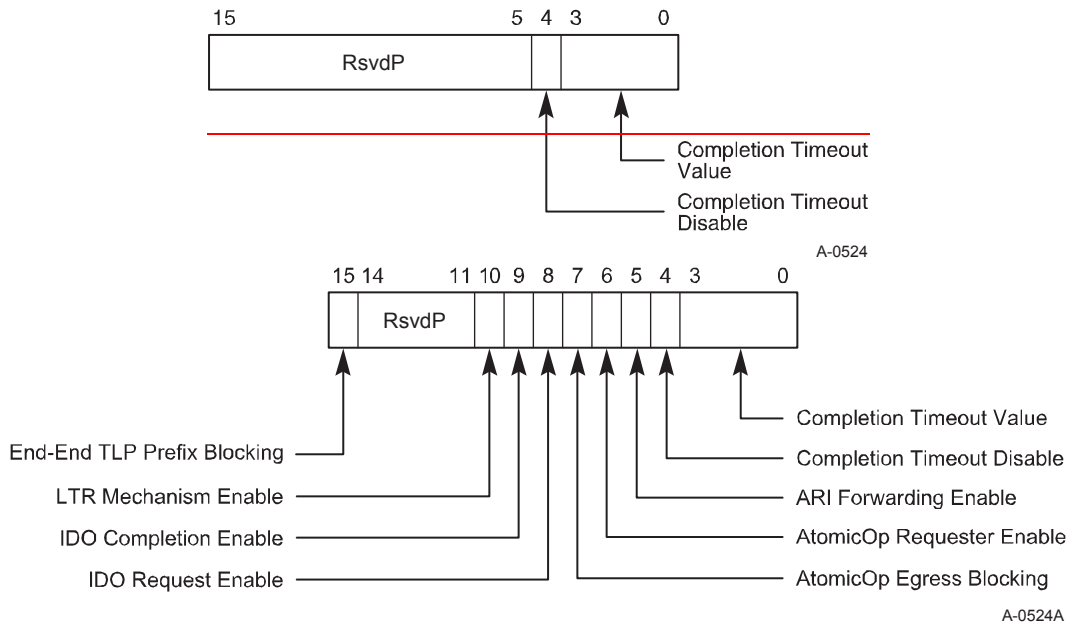 15 5 4 3 0
RsvdP
Completion Timeout
Value
Completion Timeout
Disable
A-0524
15 14 11 10 9 8 7 6 5 4 3 0
RsvdP
Completion Timeout Value
End-End TLP Prefix Blocking
Completion Timeout Disable
LTR Mechanism Enable
ARI Forwarding Enable
IDO Completion Enable
AtomicOp Requester Enable
IDO Request Enable
AtomicOp Egress Blocking
A-0524A